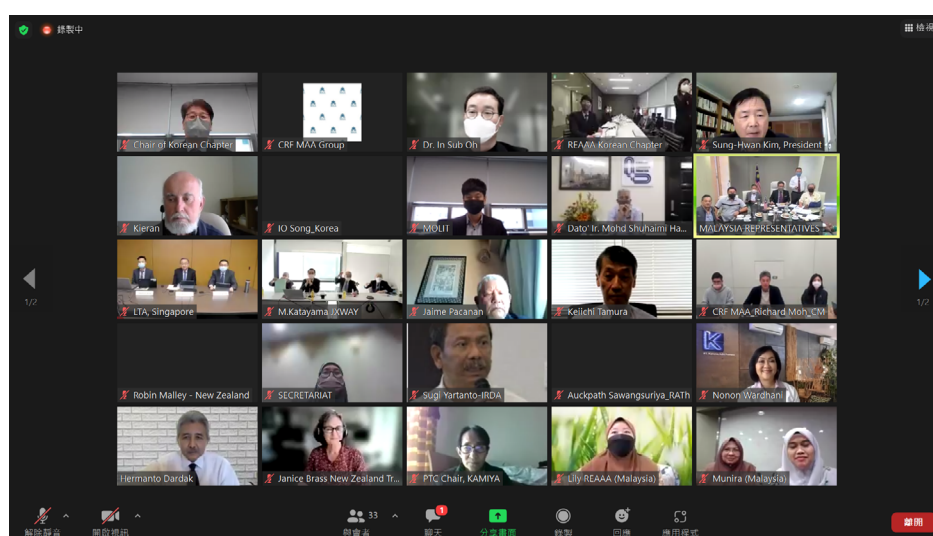 錄製中
檢視
Chair of Korean Chapter
CRF MAA Group
Dr. In Sub Oh
REAAA Korean Chapter
Sung-Hwan Kim, President
Kieran
IO Song_Korea
MOLIT
Dato' Ir. Mohd Shuhaimi Ha...
MALAYSIA REPRESENTATIVES
LTA, Singapore
M.Katayama JXWAY
Jaime Pacanan
Keiichi Tamura
CRF MAA_Richard Moh_CM
1/2
1/2
Robin Malley - New Zealand
SECRETARIAT
Sugi Yartanto-IRDA
Auckpath Sawangsuriya_RATh
Nonon Wardhani
Hermanto Dardak
Janice Brass New Zealand Tr...
PTC Chair, KAMIYA
Lily REAAA (Malaysia)
Munira (Malaysia)
解除靜音
開啟視訊
33
與會者
1
聊天
分享畫面
錄製
回應
應用程式
離開